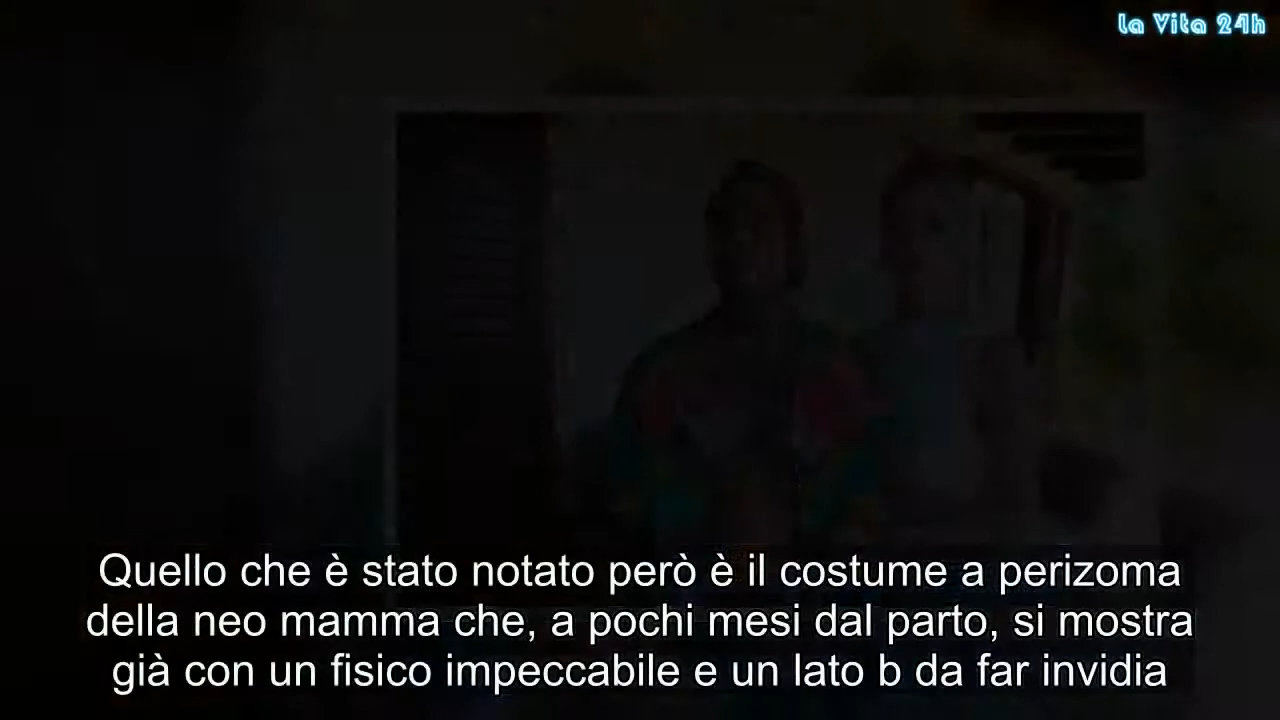 La Vita 24h
Quello che è stato notato però è il costume a perizoma
della neo mamma che, a pochi mesi dal parto, si mostra
già con un fisico impeccabile e un lato b da far invidia